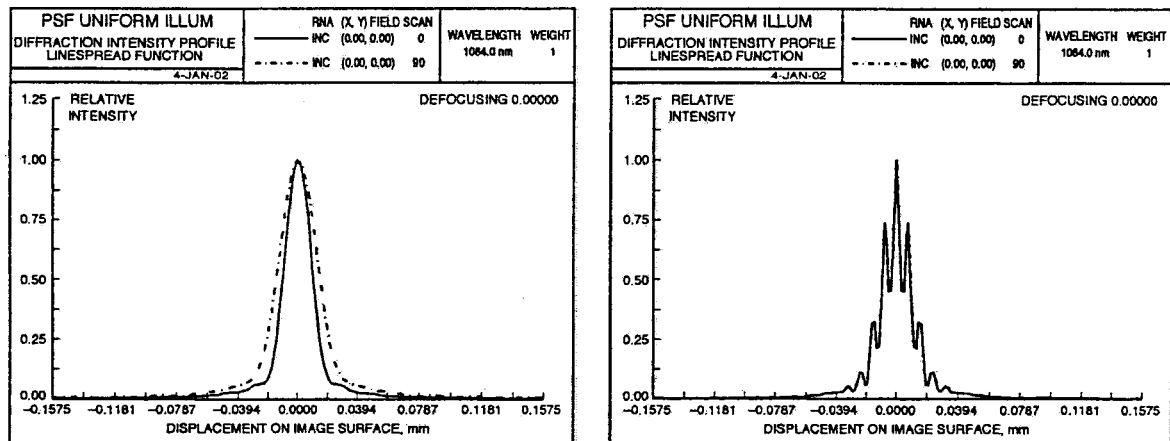 PSF UNIFORM ILLUM
DIFFRACTION INTENSITY PROFILE
LINESPREAD FUNCTION
4-JAN-02
RNA (X, Y) FIELD SCAN
INC (0.00, 0.00) 0
INC (0.00, 0.00) 90
WAVELENGTH WEIGHT
1064.0 nm 1
1.25
RELATIVE
INTENSITY
DEFOCUSING 0.00000
1.00
0.75
0.50
0.25
0.00
-0.1575 -0.1181 -0.0787 -0.0394 0.0000 0.0394 0.0787 0.1181 0.1575
DISPLACEMENT ON IMAGE SURFACE, mm
PSF UNIFORM ILLUM
DIFFRACTION INTENSITY PROFILE
LINESPREAD FUNCTION
4-JAN-02
RNA (X, Y) FIELD SCAN
INC (0.00, 0.00) 0
INC (0.00, 0.00) 90
WAVELENGTH WEIGHT
1064.0 nm 1
1.25
RELATIVE
INTENSITY
DEFOCUSING 0.00000
1.00
0.75
0.50
0.25
0.00
-0.1575 -0.1181 -0.0787 -0.0394 0.0000 0.0394 0.0787 0.1181 0.1575
DISPLACEMENT ON IMAGE SURFACE, mm